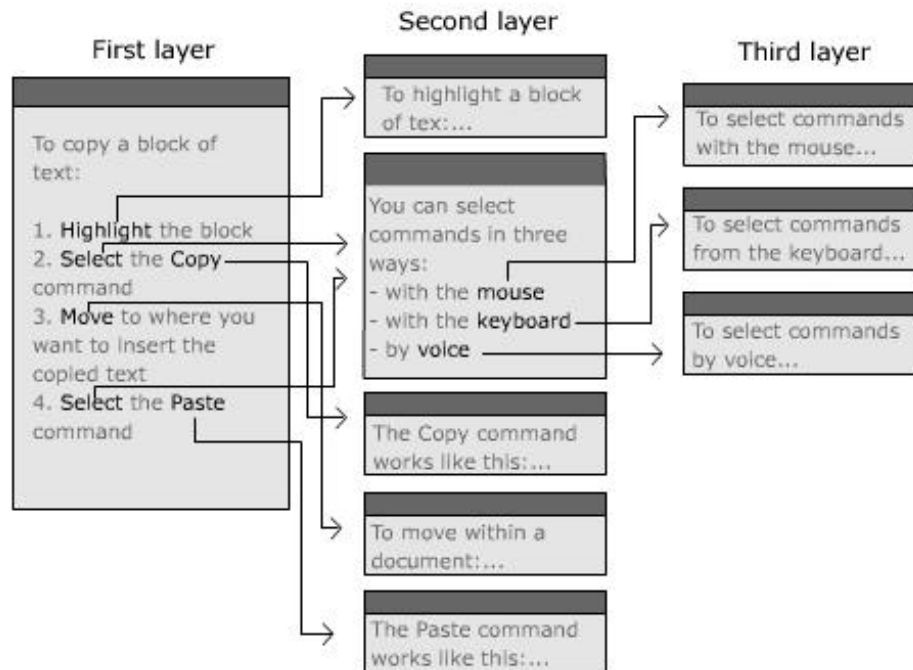 First layer
To copy a block of
text:
1. Highlight the block
2. Select the Copy
command
3. Move to where you
want to insert the
copied text
4. Select the Paste
command
Second layer
To highlight a block
of tex:...
You can select
commands in three
ways:
- with the mouse
- with the keyboard
- by voice
The Copy command
works like this:...
To move within a
document:...
The Paste command
works like this:...
Third layer
To select commands
with the mouse...
To select commands
from the keyboard...
To select commands
by voice...